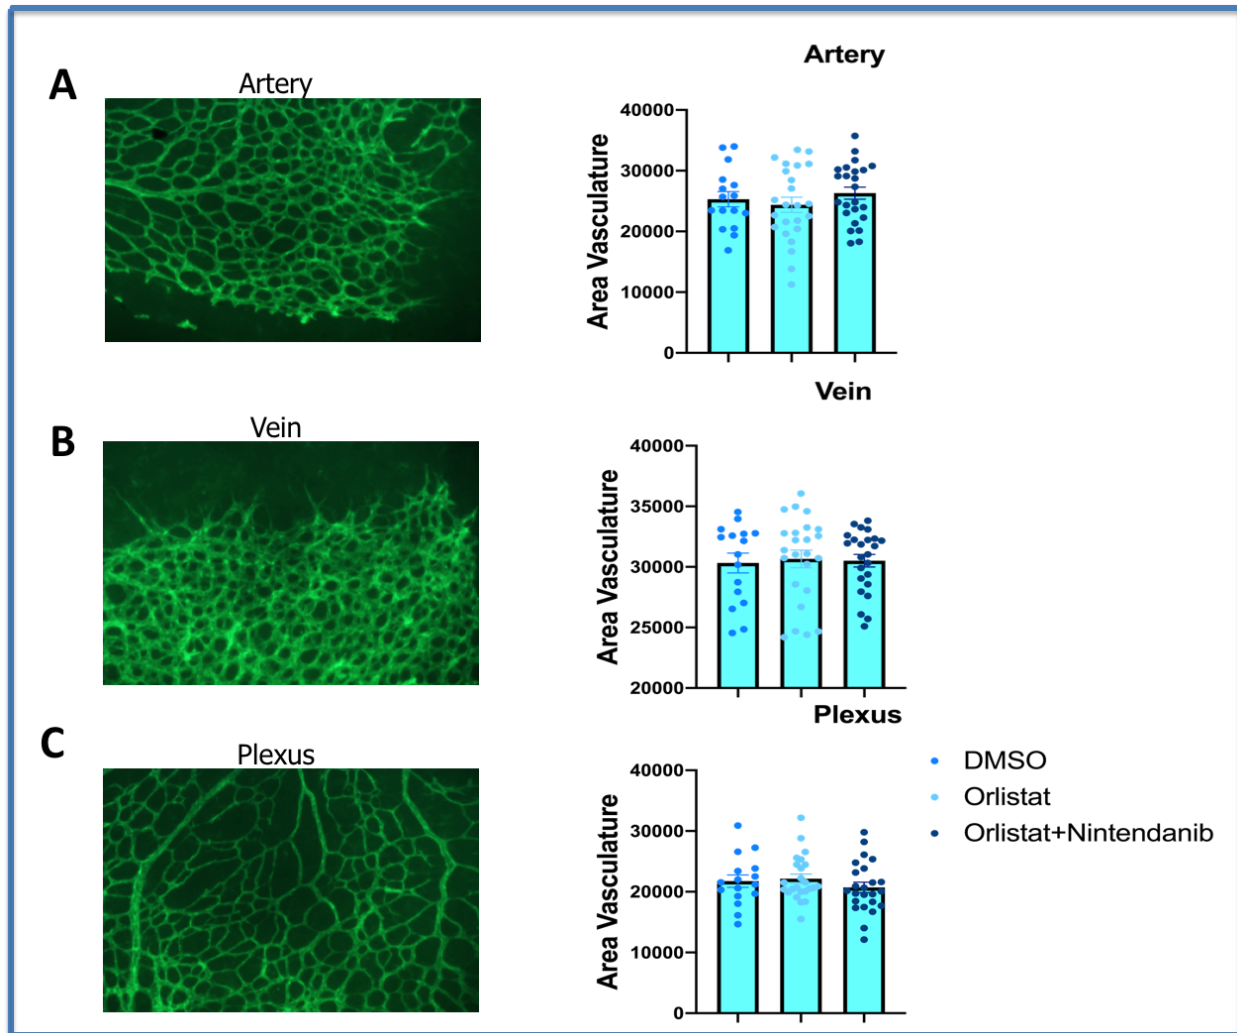 A
Artery
Artery
Area Vasculature
40000
30000
20000
10000
0
B
Vein
Vein
Area Vasculature
40000
35000
30000
25000
20000
C
Plexus
Plexus
Area Vasculature
40000
30000
20000
10000
0
DMSO
Orlistat
Orlistat+Nintendanib